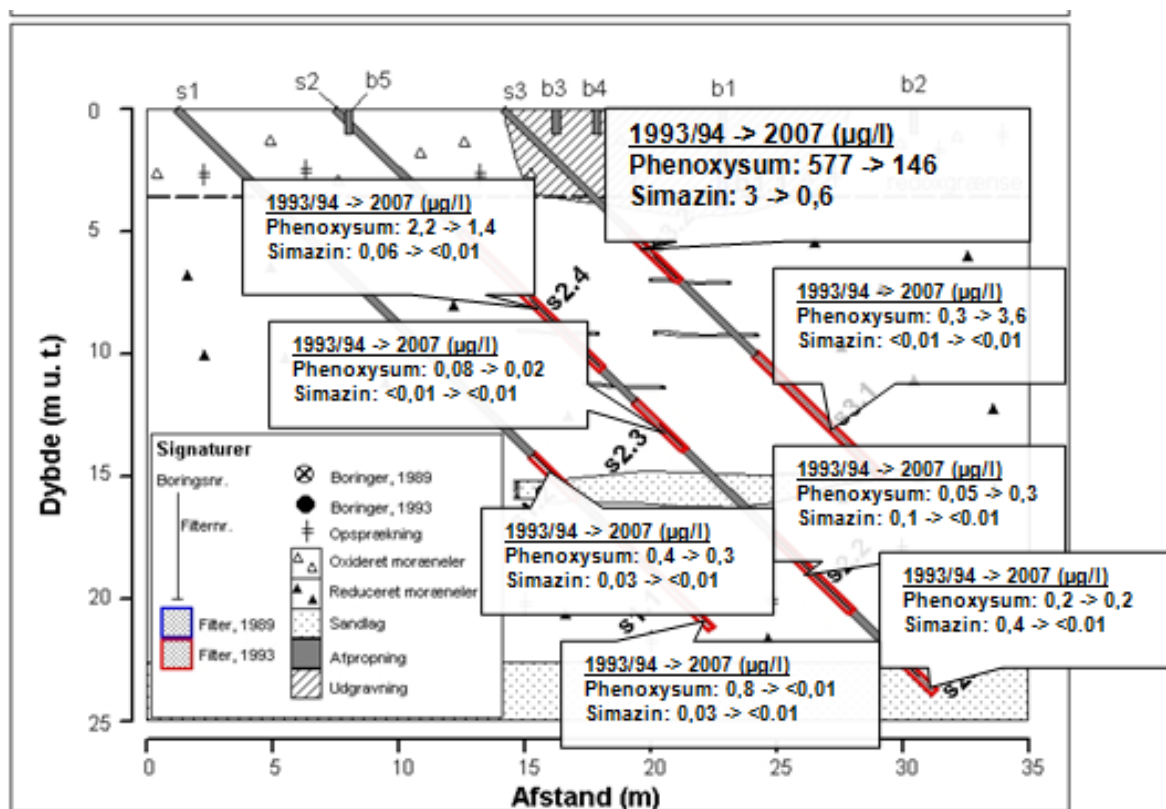 s1
s2
b5
s3
b3
b4
b1
b2
0
5
10
15
20
25
Dybde (m u. t.)
1993/94 -> 2007 (µg/l)
Phenoxysum: 577 -> 146
Simazin: 3 -> 0,6
redoxgrænse
1993/94 -> 2007 (µg/l)
Phenoxysum: 2,2 -> 1,4
Simazin: 0,06 -> <0,01
s2.4
1993/94 -> 2007 (µg/l)
Phenoxysum: 0,3 -> 3,6
Simazin: <0,01 -> <0,01
s3.1
1993/94 -> 2007 (µg/l)
Phenoxysum: 0,08 -> 0,02
Simazin: <0,01 -> <0,01
s2.3
1993/94 -> 2007 (µg/l)
Phenoxysum: 0,05 -> 0,3
Simazin: 0,1 -> <0.01
1993/94 -> 2007 (µg/l)
Phenoxysum: 0,4 -> 0,3
Simazin: 0,03 -> <0,01
1993/94 -> 2007 (µg/l)
Phenoxysum: 0,2 -> 0,2
Simazin: 0,4 -> <0.01
s1.1
1993/94 -> 2007 (µg/l)
Phenoxysum: 0,8 -> <0,01
Simazin: 0,03 -> <0.01
Signaturer
Boringsnr.
Filternr.
Filter, 1989
Filter, 1993
Boringer, 1989
Boringer, 1993
Opsprækning
Oxideret moræneler
Reduceret moræneler
Sandlag
Afpropning
Udgravning
0
5
10
15
20
25
30
35
Afstand (m)